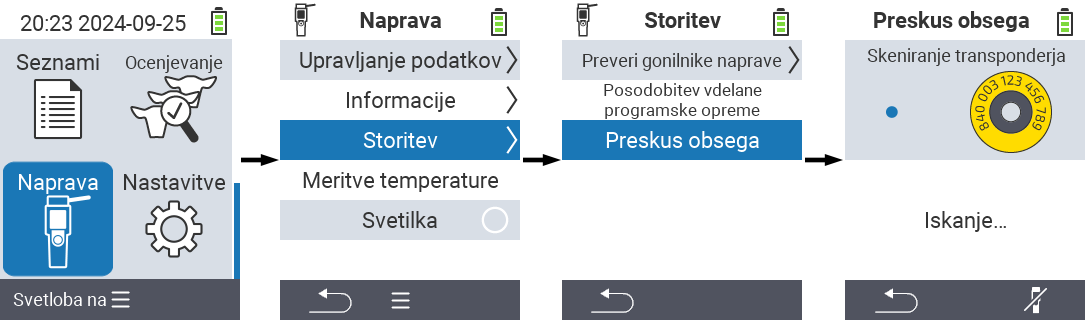 20:23 2024-09-25
Seznami
Ocenjevanje
Naprava
Nastavitve
Svetloba na
Naprava
Upravljanje podatkov
Informacije
Storitev
Meritve temperature
Svetilka
Storitev
Preveri gonilnike naprave
Posodobitev vdelane
programske opreme
Preskus obsega
Preskus obsega
Skeniranje transponderja
840 003 123 456 789
Iskanje...